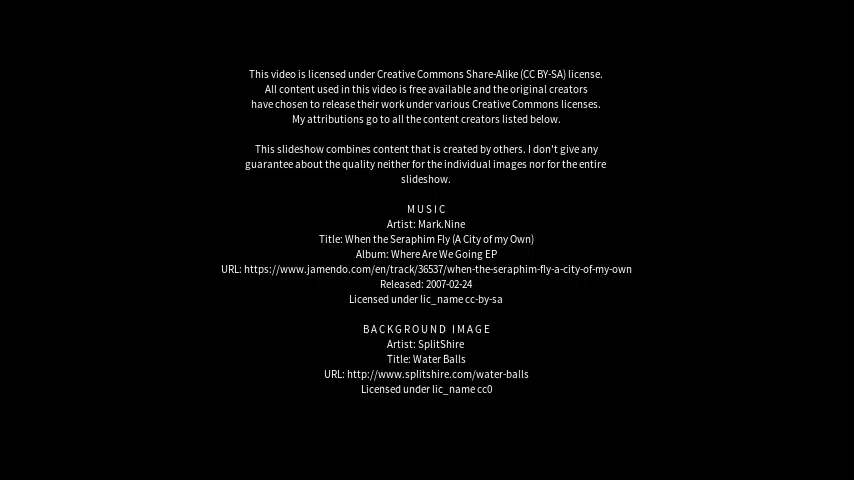 This video is licensed under Creative Commons Share-Alike (CC BY-SA) license.
All content used in this video is free available and the original creators
have chosen to release their work under various Creative Commons licenses.
My attributions go to all the content creators listed below.
This slideshow combines content that is created by others. I don't give any
guarantee about the quality neither for the individual images nor for the entire
slideshow.
MUSIC
Artist: Mark.Nine
Title: When the Seraphim Fly (A City of my Own)
Album: Where Are We Going EP
URL: https://www.jamendo.com/en/track/36537/when-the-seraphim-fly-a-city-of-my-own
Released: 2007-02-24
Licensed under lic_name cc-by-sa
BACKGROUND IMAGE
Artist: SplitShire
Title: Water Balls
URL: http://www.splitshire.com/water-balls
Licensed under lic_name cc0